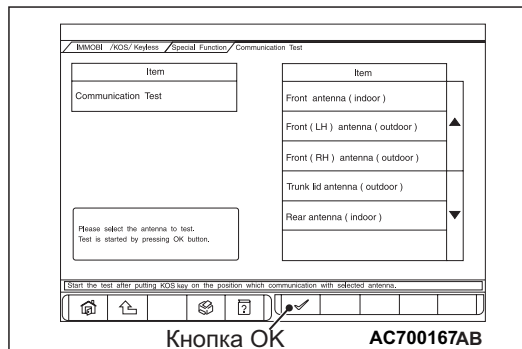 IMMOBI /KOS/ Keyless / Special Function / Communication Test
Item
Communication Test
Please select the antenna to test.
Test is started by pressing OK button.
Item
Front antenna ( indoor )
Front ( LH ) antenna ( outdoor )
Front ( RH ) antenna ( outdoor )
Trunk lid antenna ( outdoor )
Rear antenna ( indoor )
Start the test after putting KOS key on the position which communication with selected antenna.
?
Кнопка OK
AC700167AB